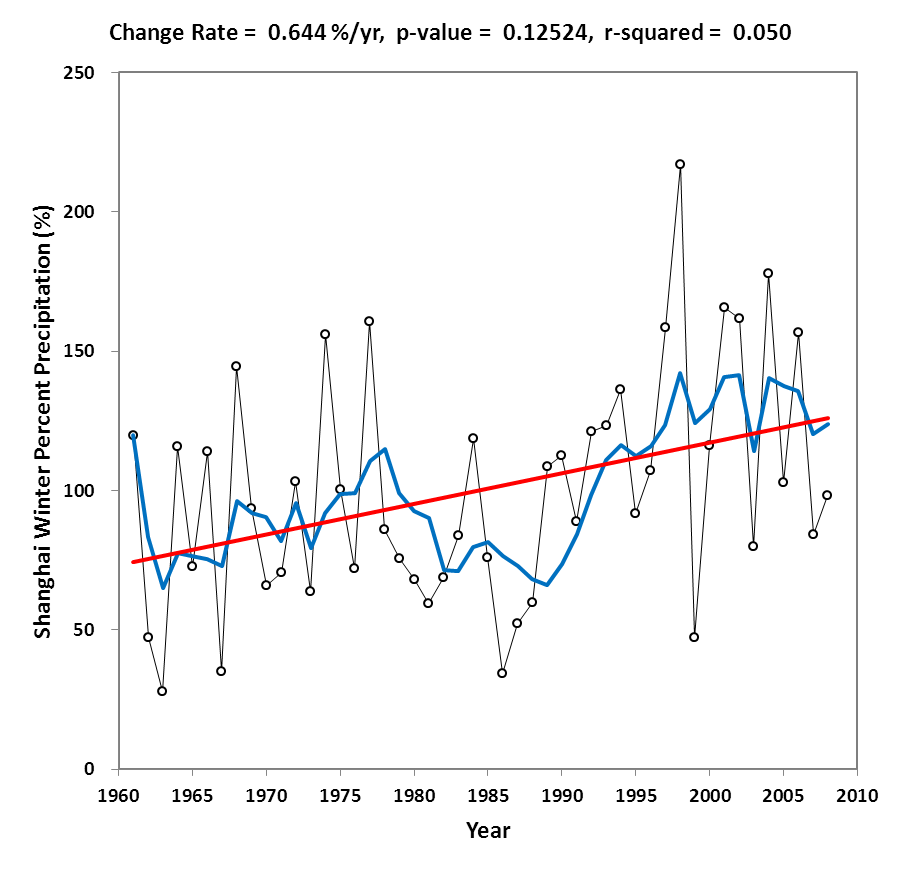 Change Rate = 0.644 %/yr, p-value = 0.12524, r-squared = 0.050
Shanghai Winter Percent Precipitation (%)
250
200
150
100
50
0
1960 1965 1970 1975 1980 1985 1990 1995 2000 2005 2010
Year